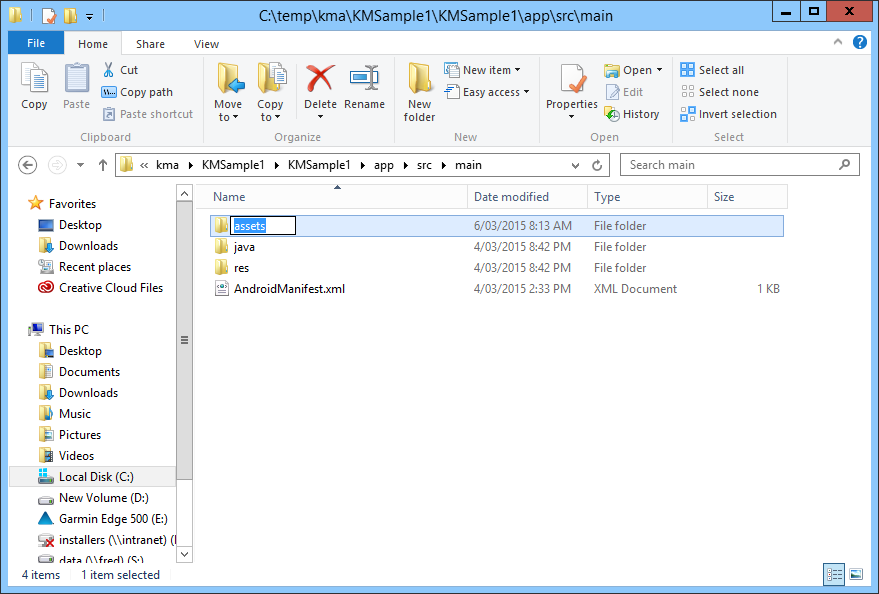 C:\temp\kma\KMSample1\KMSample1\app\src\main
File Home Share View
Copy
Paste
Cut
Copy path
Paste shortcut
Clipboard
Move to
Copy to
Delete
Rename
Organize
New folder
New item
Easy access
New
Properties
Open
Edit
History
Open
Select all
Select none
Invert selection
Select
« kma KMSample1 KMSample1 app src main
Search main
Favorites
Desktop
Downloads
Recent places
Creative Cloud Files
This PC
Desktop
Documents
Downloads
Music
Pictures
Videos
Local Disk (C:)
New Volume (D:)
Garmin Edge 500 (E:)
installers (\\intranet) (
data (\\fred) (S:)
Name Date modified Type Size
assets 6/03/2015 8:13 AM File folder
java 4/03/2015 8:42 PM File folder
res 4/03/2015 8:42 PM File folder
AndroidManifest.xml 4/03/2015 2:33 PM XML Document 1 KB
4 items 1 item selected